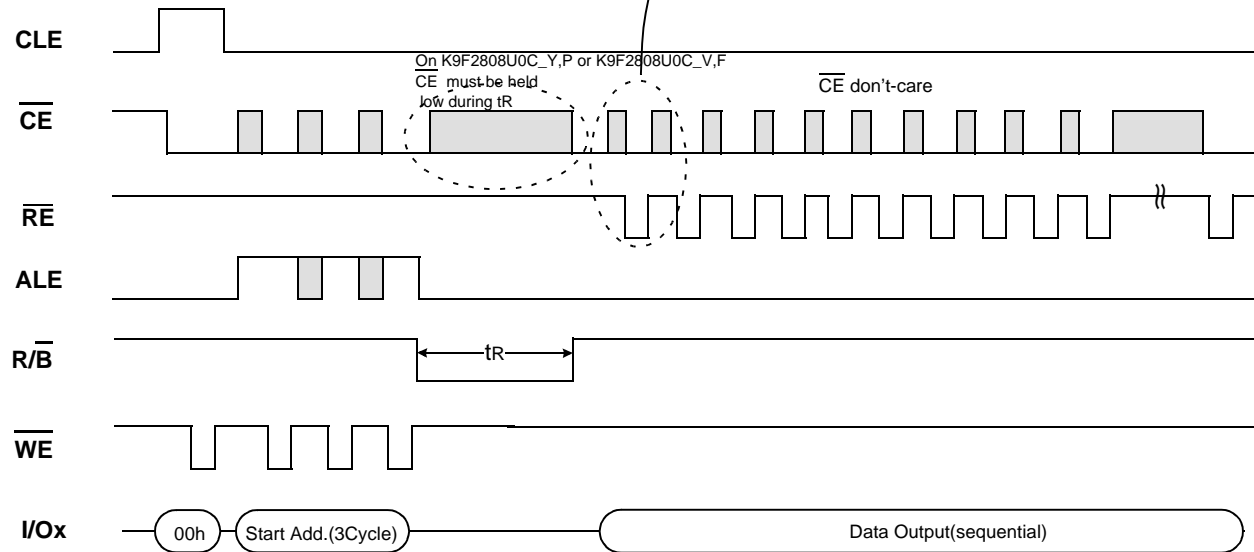 CLE
On K9F2808U0C_Y,P or K9F2808U0C_V,F
CE must be held
low during tR
CE don't-care
CE
RE
ALE
R/B
tR
WE
I/Ox
00h
Start Add.(3Cycle)
Data Output(sequential)